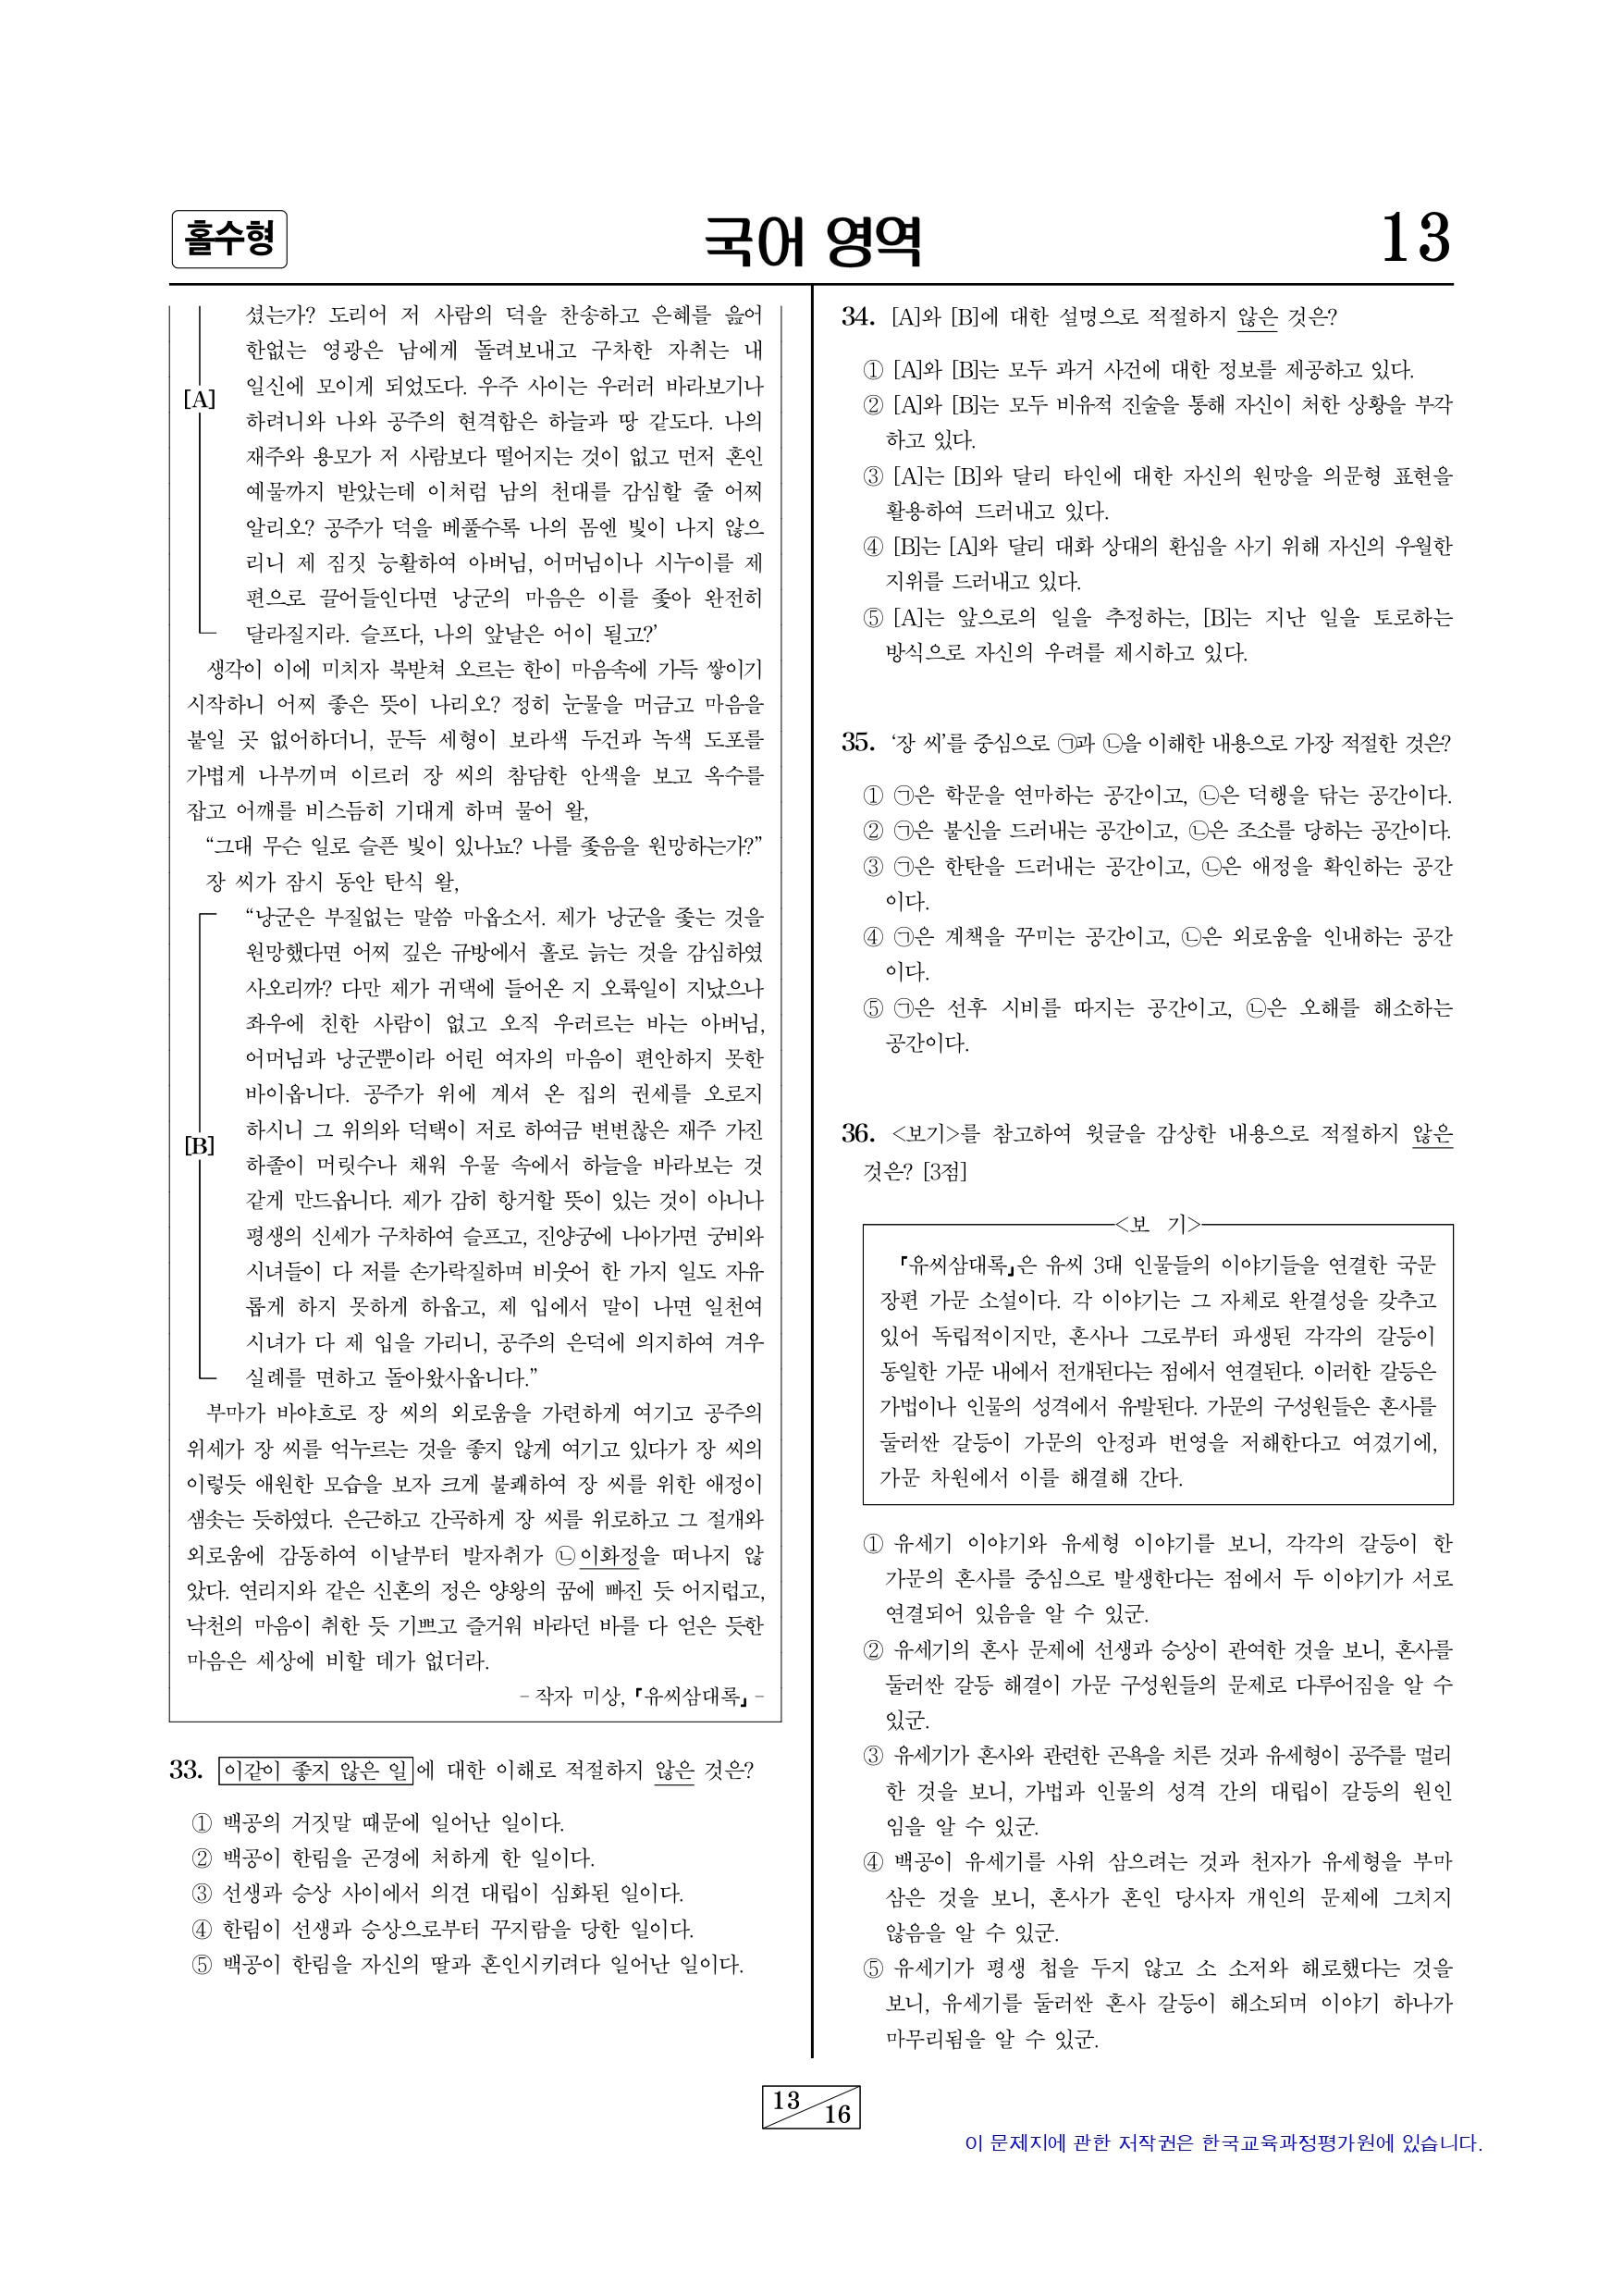 홀수형
국어 영역
13
셨는가? 도리어 저 사람의 덕을 찬송하고 은혜를 읊어
한없는 영광은 남에게 돌려보내고 구차한 자취는 내
일신에 모이게 되었도다. 우주 사이는 우러러 바라보기나
[A]
하려니와 나와 공주의 현격함은 하늘과 땅 같도다. 나의
재주와 용모가 저 사람보다 떨어지는 것이 없고 먼저 혼인
예물까지 받았는데 이처럼 남의 천대를 감심할 줄 어찌
알리오? 공주가 덕을 베풀수록 나의 몸엔 빛이 나지 않으
리니 제 짐짓 능활하여 아버님, 어머님이나 시누이를 제
편으로 끌어들인다면 낭군의 마음은 이를 좇아 완전히
달라질지라. 슬프다, 나의 앞날은 어이 될고?’
생각이 이에 미치자 북받쳐 오르는 한이 마음속에 가득 쌓이기
시작하니 어찌 좋은 뜻이 나리오? 정히 눈물을 머금고 마음을
붙일 곳 없어하더니, 문득 세형이 보라색 두건과 녹색 도포를
가볍게 나부끼며 이르러 장 씨의 참담한 안색을 보고 옥수를
잡고 어깨를 비스듬히 기대게 하며 물어 왈,
“그대 무슨 일로 슬픈 빛이 있나뇨? 나를 좇음을 원망하는가?”
장 씨가 잠시 동안 탄식 왈,
“낭군은 부질없는 말씀 마옵소서. 제가 낭군을 좇는 것을
원망했다면 어찌 깊은 규방에서 홀로 늙는 것을 감심하였
사오리까? 다만 제가 귀댁에 들어온 지 오륙일이 지났으나
좌우에 친한 사람이 없고 오직 우러르는 바는 아버님,
어머님과 낭군뿐이라 어린 여자의 마음이 편안하지 못한
바이옵니다. 공주가 위에 계셔 온 집의 권세를 오로지
하시니 그 위의와 덕택이 저로 하여금 변변찮은 재주 가진
[B]
하졸이 머릿수나 채워 우물 속에서 하늘을 바라보는 것
같게 만드옵니다. 제가 감히 항거할 뜻이 있는 것이 아니나
평생의 신세가 구차하여 슬프고, 진양궁에 나아가면 궁비와
시녀들이 다 저를 손가락질하며 비웃어 한 가지 일도 자유
롭게 하지 못하게 하옵고, 제 입에서 말이 나면 일천여
시녀가 다 제 입을 가리니, 공주의 은덕에 의지하여 겨우
실례를 면하고 돌아왔사옵니다.”
부마가 바야흐로 장 씨의 외로움을 가련하게 여기고 공주의
위세가 장 씨를 억누르는 것을 좋지 않게 여기고 있다가 장 씨의
이렇듯 애원한 모습을 보자 크게 불쾌하여 장 씨를 위한 애정이
샘솟는 듯하였다. 은근하고 간곡하게 장 씨를 위로하고 그 절개와
외로움에 감동하여 이날부터 발자취가 ㉡이화정을 떠나지 않
았다. 연리지와 같은 신혼의 정은 양왕의 꿈에 빠진 듯 어지럽고,
낙천의 마음이 취한 듯 기쁘고 즐거워 바라던 바를 다 얻은 듯한
마음은 세상에 비할 데가 없더라.
- 작자 미상, 『유씨삼대록』 -
33. 이같이 좋지 않은 일에 대한 이해로 적절하지 않은 것은?
① 백공의 거짓말 때문에 일어난 일이다.
② 백공이 한림을 곤경에 처하게 한 일이다.
③ 선생과 승상 사이에서 의견 대립이 심화된 일이다.
④ 한림이 선생과 승상으로부터 꾸지람을 당한 일이다.
⑤ 백공이 한림을 자신의 딸과 혼인시키려다 일어난 일이다.
34. [A]와 [B]에 대한 설명으로 적절하지 않은 것은?
① [A]와 [B]는 모두 과거 사건에 대한 정보를 제공하고 있다.
② [A]와 [B]는 모두 비유적 진술을 통해 자신이 처한 상황을 부각
하고 있다.
③ [A]는 [B]와 달리 타인에 대한 자신의 원망을 의문형 표현을
활용하여 드러내고 있다.
④ [B]는 [A]와 달리 대화 상대의 환심을 사기 위해 자신의 우월한
지위를 드러내고 있다.
⑤ [A]는 앞으로의 일을 추정하는, [B]는 지난 일을 토로하는
방식으로 자신의 우려를 제시하고 있다.
35. ‘장 씨’를 중심으로 ㉠과 ㉡을 이해한 내용으로 가장 적절한 것은?
① ㉠은 학문을 연마하는 공간이고, ㉡은 덕행을 닦는 공간이다.
② ㉠은 불신을 드러내는 공간이고, ㉡은 조소를 당하는 공간이다.
③ ㉠은 한탄을 드러내는 공간이고, ㉡은 애정을 확인하는 공간
이다.
④ ㉠은 계책을 꾸미는 공간이고, ㉡은 외로움을 인내하는 공간
이다.
⑤ ㉠은 선후 시비를 따지는 공간이고, ㉡은 오해를 해소하는
공간이다.
36. <보기>를 참고하여 윗글을 감상한 내용으로 적절하지 않은
것은? [3점]
<보 기>
『유씨삼대록』은 유씨 3대 인물들의 이야기들을 연결한 국문
장편 가문 소설이다. 각 이야기는 그 자체로 완결성을 갖추고
있어 독립적이지만, 혼사나 그로부터 파생된 각각의 갈등이
동일한 가문 내에서 전개된다는 점에서 연결된다. 이러한 갈등은
가법이나 인물의 성격에서 유발된다. 가문의 구성원들은 혼사를
둘러싼 갈등이 가문의 안정과 번영을 저해한다고 여겼기에,
가문 차원에서 이를 해결해 간다.
① 유세기 이야기와 유세형 이야기를 보니, 각각의 갈등이 한
가문의 혼사를 중심으로 발생한다는 점에서 두 이야기가 서로
연결되어 있음을 알 수 있군.
② 유세기의 혼사 문제에 선생과 승상이 관여한 것을 보니, 혼사를
둘러싼 갈등 해결이 가문 구성원들의 문제로 다루어짐을 알 수
있군.
③ 유세기가 혼사와 관련한 곤욕을 치른 것과 유세형이 공주를 멀리
한 것을 보니, 가법과 인물의 성격 간의 대립이 갈등의 원인
임을 알 수 있군.
④ 백공이 유세기를 사위 삼으려는 것과 천자가 유세형을 부마
삼은 것을 보니, 혼사가 혼인 당사자 개인의 문제에 그치지
않음을 알 수 있군.
⑤ 유세기가 평생 첩을 두지 않고 소 소저와 해로했다는 것을
보니, 유세기를 둘러싼 혼사 갈등이 해소되며 이야기 하나가
마무리됨을 알 수 있군.
13
16
이 문제지에 관한 저작권은 한국교육과정평가원에 있습니다.